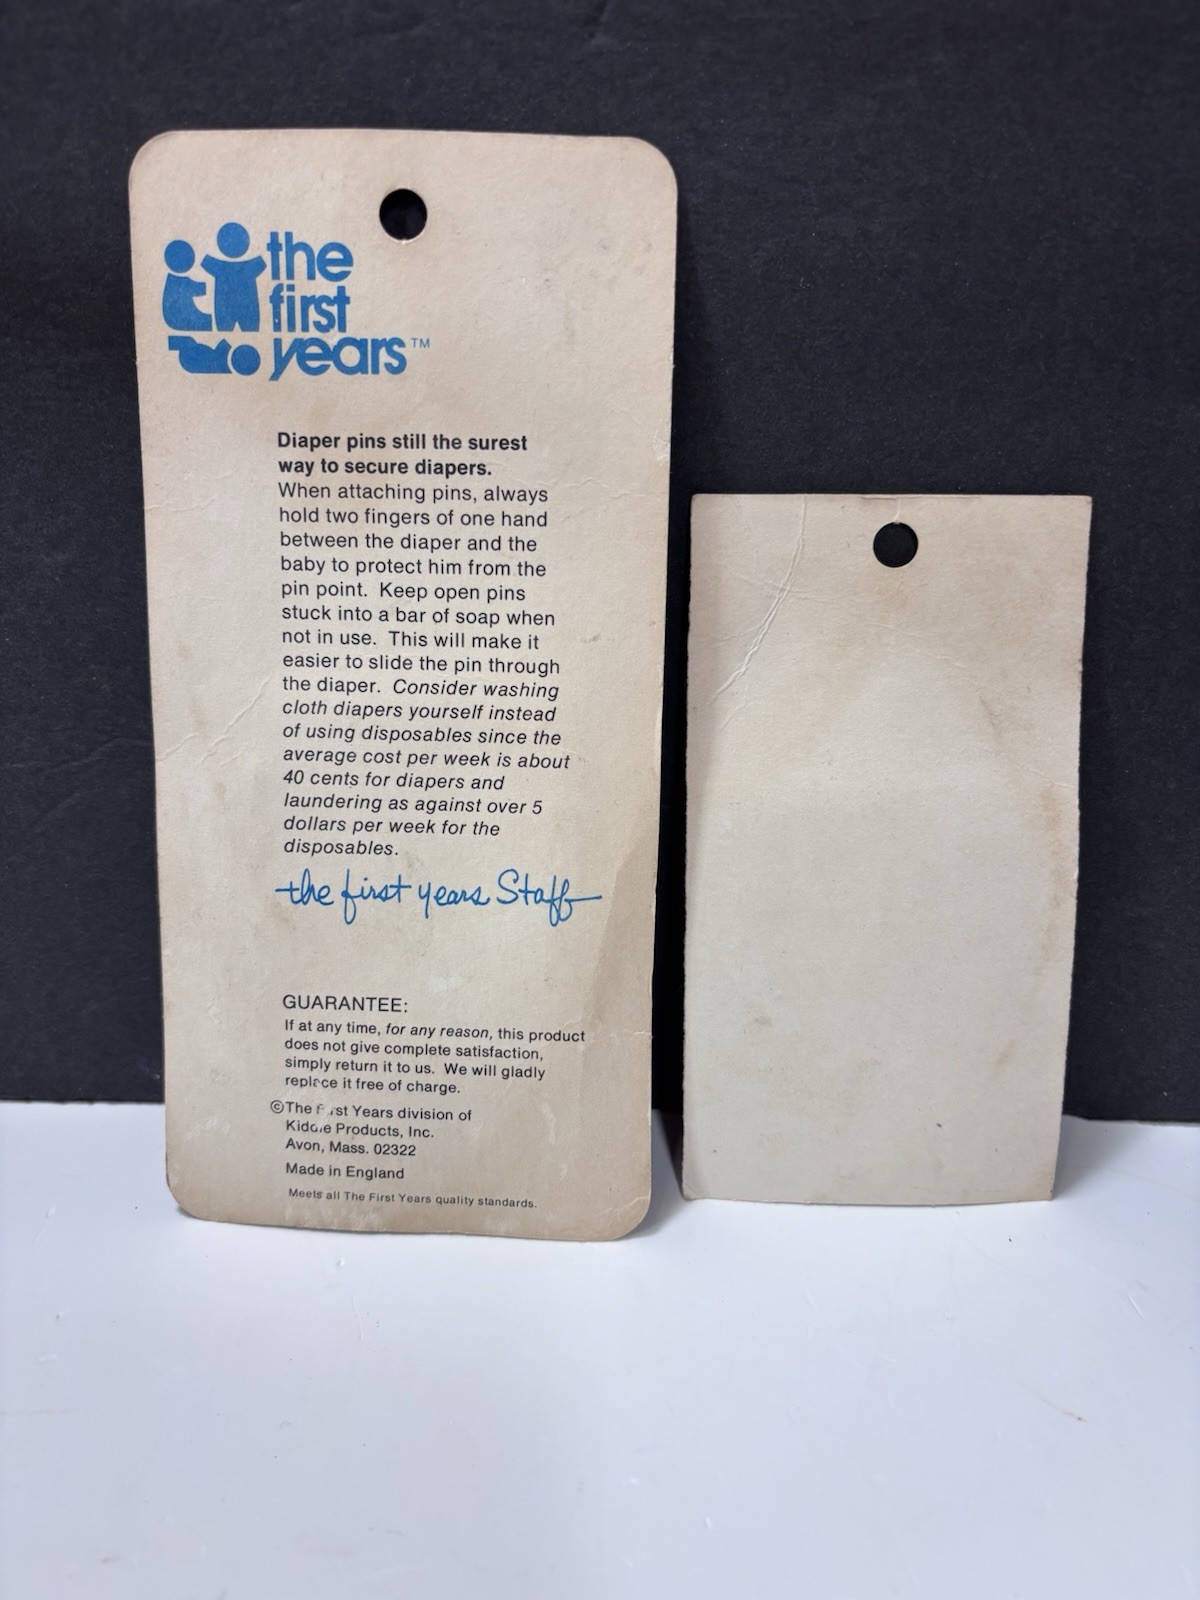 the
first
years™
Diaper pins still the surest
way to secure diapers.
When attaching pins, always
hold two fingers of one hand
between the diaper and the
baby to protect him from the
pin point. Keep open pins
stuck into a bar of soap when
not in use. This will make it
easier to slide the pin through
the diaper. Consider washing
cloth diapers yourself instead
of using disposables since the
average cost per week is about
40 cents for diapers and
laundering as against over 5
dollars per week for the
disposables.
the first years Staff
GUARANTEE:
If at any time, for any reason, this product
does not give complete satisfaction,
simply return it to us. We will gladly
replace it free of charge.
©The First Years division of
Kiddie Products, Inc.
Avon, Mass. 02322
Made in England
Meets all The First Years quality standards.